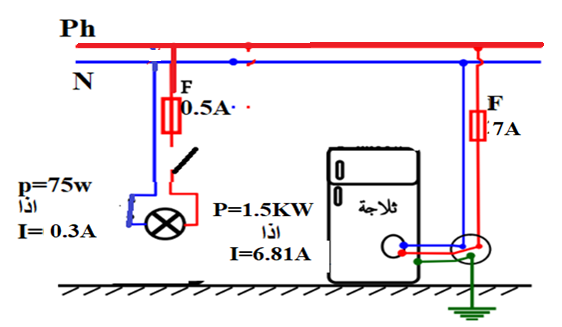 Ph
N
F
0.5A
F
7A
p=75w
اذا
I= 0.3A
P=1.5KW
اذا
I=6.81A
ثلاجة